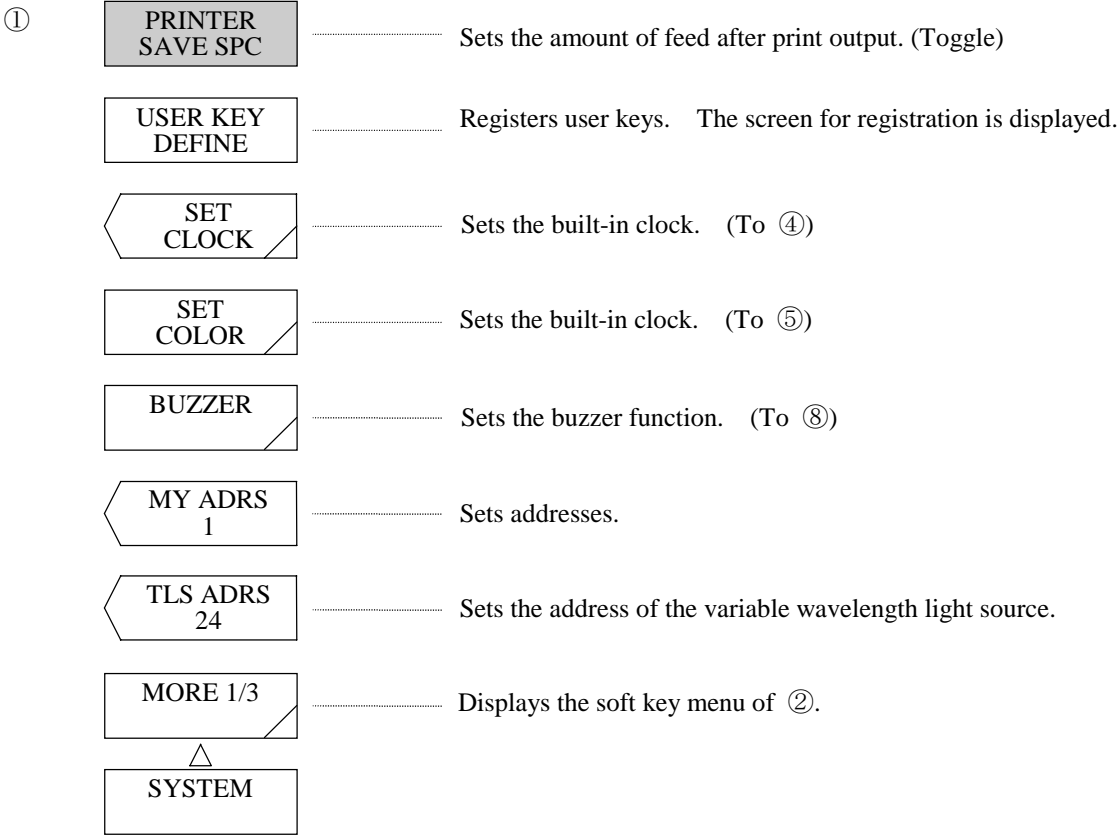 ①
PRINTER
SAVE SPC
Sets the amount of feed after print output. (Toggle)
USER KEY
DEFINE
Registers user keys. The screen for registration is displayed.
SET
CLOCK
Sets the built-in clock. (To ④)
SET
COLOR
Sets the built-in clock. (To ⑤)
BUZZER
Sets the buzzer function. (To ⑧)
MY ADRS
1
Sets addresses.
TLS ADRS
24
Sets the address of the variable wavelength light source.
MORE 1/3
Displays the soft key menu of ②.
SYSTEM